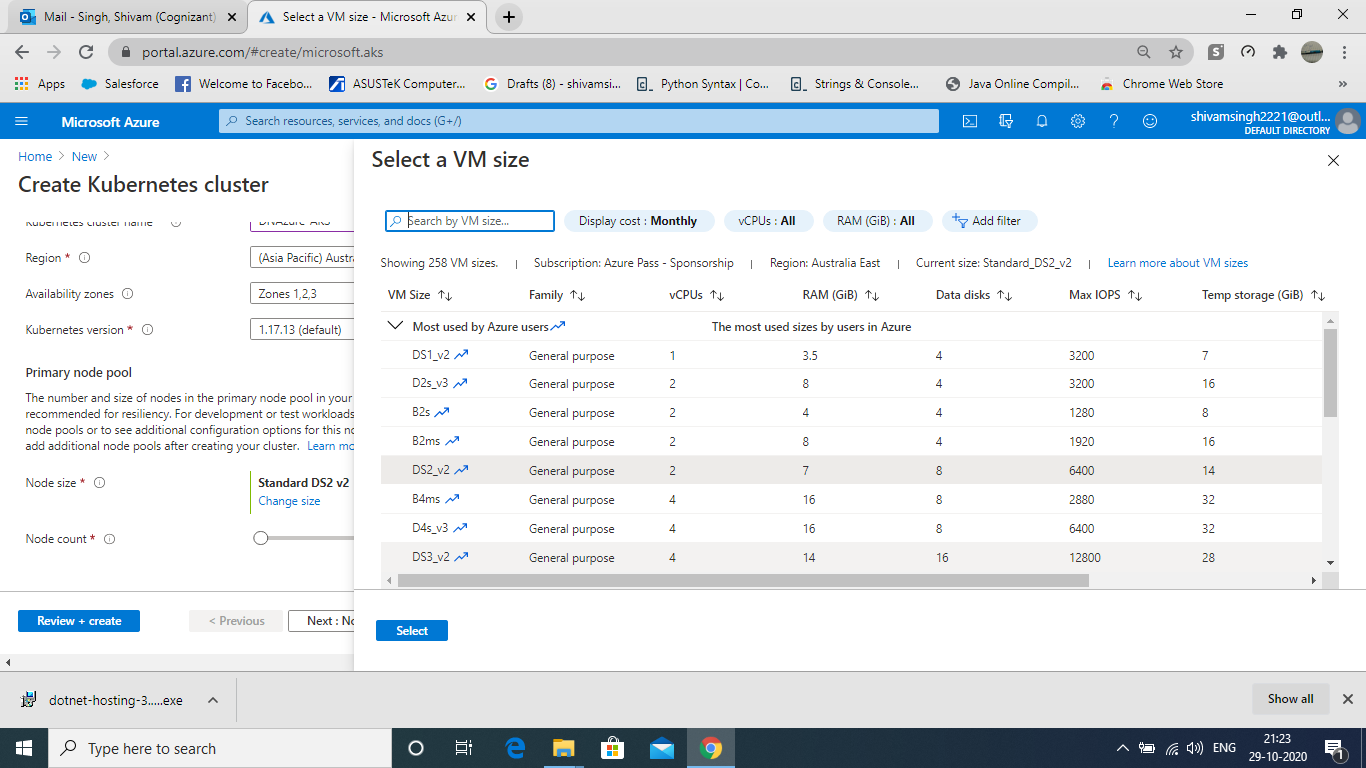 Mail - Singh, Shivam (Cognizant)
Select a VM size - Microsoft Azur
portal.azure.com/#create/microsoft.aks
Apps Salesforce Welcome to Facebo... ASUSTeK Computer... Drafts (8) - shivamsi... Python Syntax | Co... Strings & Console... Java Online Compil... Chrome Web Store »
Microsoft Azure
Search resources, services, and docs (G+/)
shivamsingh2221@outl...
DEFAULT DIRECTORY
Home > New >
Create Kubernetes cluster
Kubernetes cluster name
DNAzure-AKS
Region *
(Asia Pacific) Austra
Availability zones
Zones 1,2,3
Kubernetes version *
1.17.13 (default)
Primary node pool
The number and size of nodes in the primary node pool in your
recommended for resiliency. For development or test workloads
node pools or to see additional configuration options for this no
add additional node pools after creating your cluster. Learn mo
Node size *
Standard DS2 v2
Change size
Node count *
Review + create
< Previous
Next : No
Select a VM size
Search by VM size...
Display cost : Monthly
vCPUs : All
RAM (GiB) : All
Add filter
Showing 258 VM sizes. | Subscription: Azure Pass - Sponsorship | Region: Australia East | Current size: Standard_DS2_v2 | Learn more about VM sizes
VM Size Family vCPUs RAM (GiB) Data disks Max IOPS Temp storage (GiB)
Most used by Azure users The most used sizes by users in Azure
DS1_v2 General purpose 1 3.5 4 3200 7
D2s_v3 General purpose 2 8 4 3200 16
B2s General purpose 2 4 4 1280 8
B2ms General purpose 2 8 4 1920 16
DS2_v2 General purpose 2 7 8 6400 14
B4ms General purpose 4 16 8 2880 32
D4s_v3 General purpose 4 16 8 6400 32
DS3_v2 General purpose 4 14 16 12800 28
Select
dotnet-hosting-3.....exe
Show all
Type here to search
ENG
21:23
29-10-2020
1